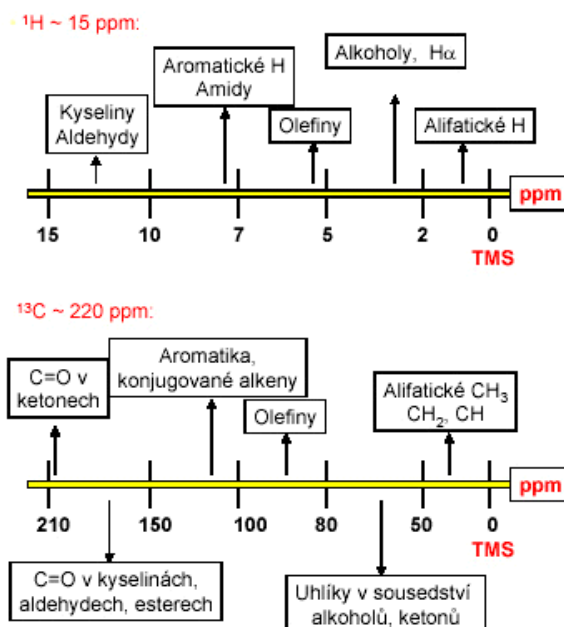 ¹H ~ 15 ppm:
Alkoholy, Hα
Aromatické H
Amidy
Kyseliny
Aldehydy
Olefiny
Alifatické H
ppm
15 10 7 5 2 0
TMS
¹³C ~ 220 ppm:
Aromatika,
konjugované alkeny
C=O v
ketonech
Olefiny
Alifatické CH₃
CH₂, CH
ppm
210 150 100 80 50 0
TMS
C=O v kyselinách,
aldehydech, esterech
Uhlíky v sousedství
alkoholů, ketonů